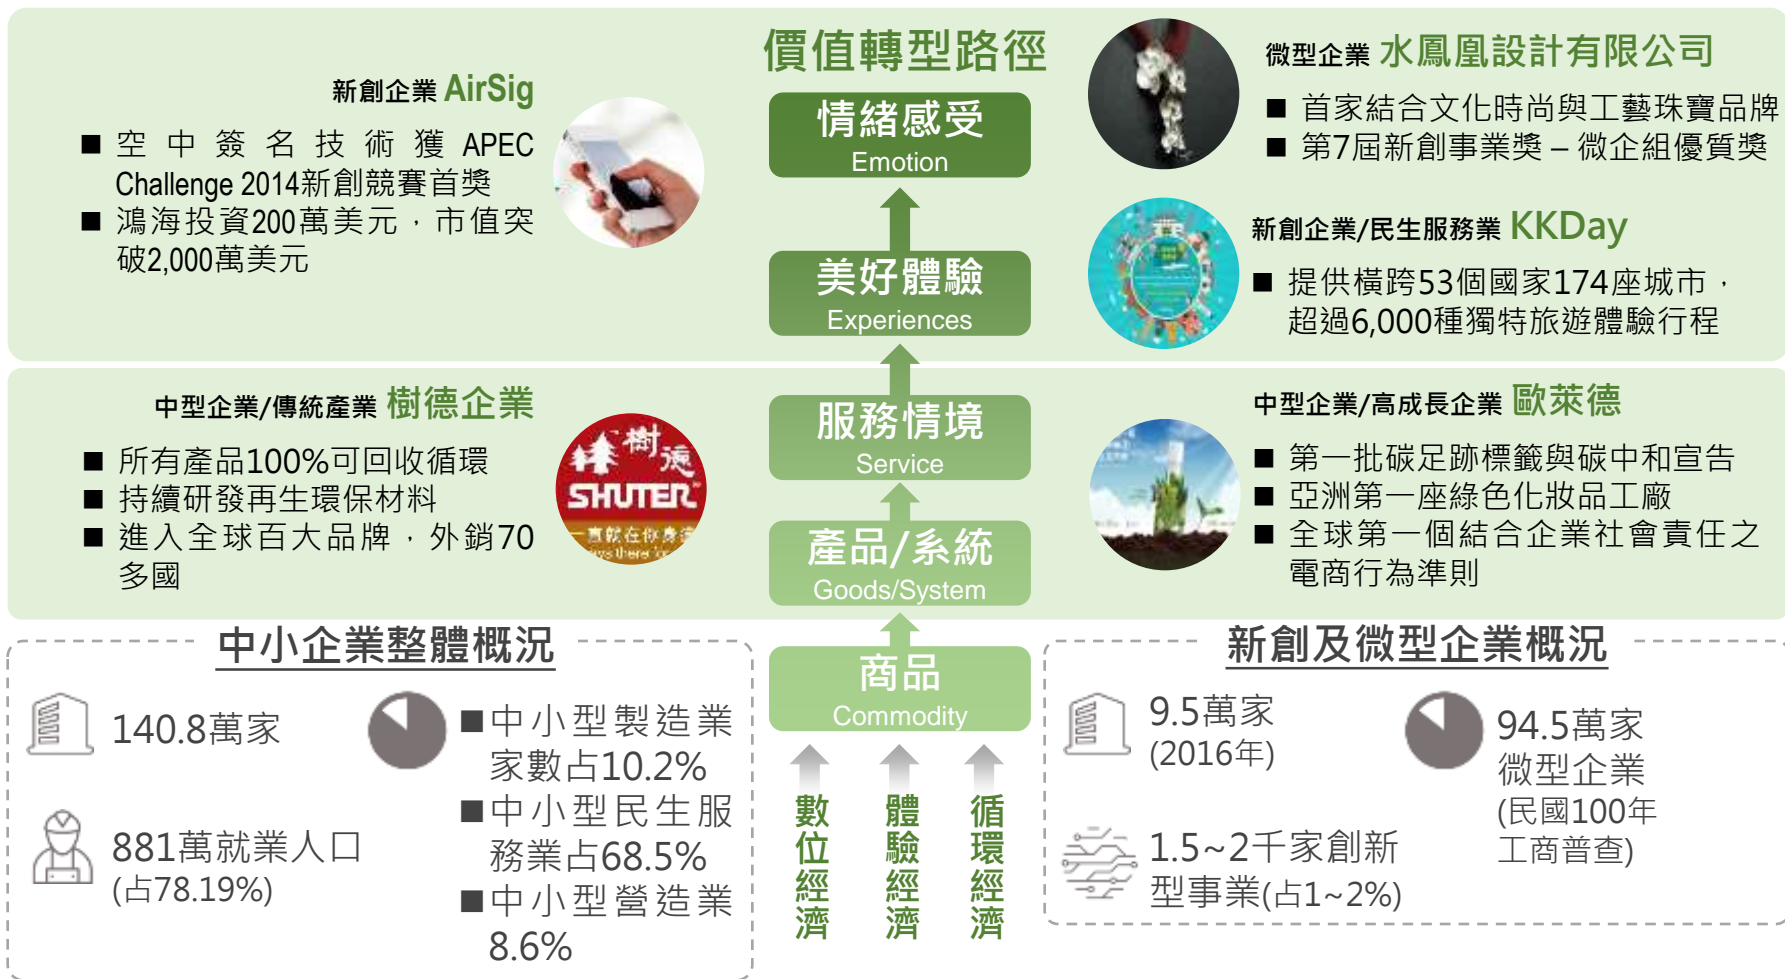 價值轉型路徑
新創企業 AirSig
■ 空中簽名技術獲 APEC
Challenge 2014新創競賽首獎
■ 鴻海投資200萬美元，市值突
破2,000萬美元
情緒感受
Emotion
美好體驗
Experiences
微型企業 水鳳凰設計有限公司
■ 首家結合文化時尚與工藝珠寶品牌
■ 第7屆新創事業獎 – 微企組優質獎
新創企業/民生服務業 KKDay
■ 提供橫跨53個國家174座城市，
超過6,000種獨特旅遊體驗行程
中型企業/傳統產業 樹德企業
■ 所有產品100%可回收循環
■ 持續研發再生環保材料
■ 進入全球百大品牌，外銷70
多國
樹德
SHUTER
一直就在你身邊
服務情境
Service
產品/系統
Goods/System
中型企業/高成長企業 歐萊德
■ 第一批碳足跡標籤與碳中和宣告
■ 亞洲第一座綠色化妝品工廠
■ 全球第一個結合企業社會責任之
電商行為準則
中小企業整體概況
140.8萬家
881萬就業人口
(占78.19%)
■中小型製造業
家數占10.2%
■中小型民生服
務業占68.5%
■中小型營造業
8.6%
商品
Commodity
數位經濟
體驗經濟
循環經濟
新創及微型企業概況
9.5萬家
(2016年)
1.5~2千家創新
型事業(占1~2%)
94.5萬家
微型企業
(民國100年
工商普查)